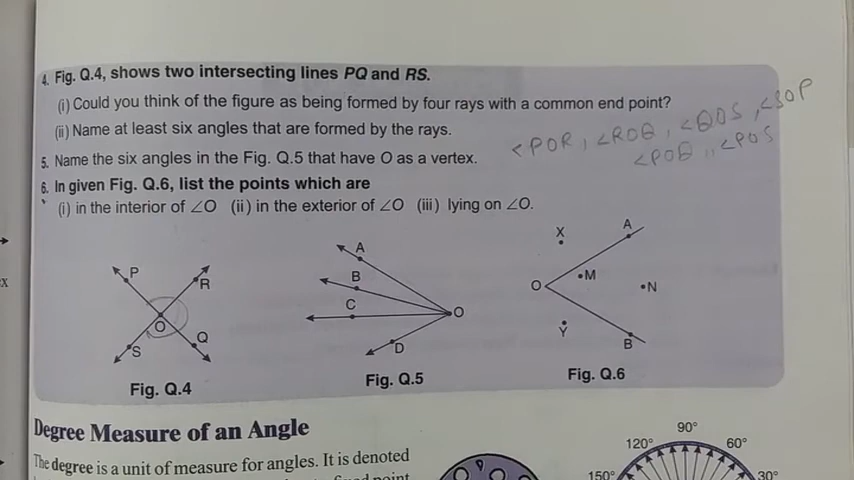 4. Fig. Q.4, shows two intersecting lines PQ and RS.
(i) Could you think of the figure as being formed by four rays with a common end point?
(ii) Name at least six angles that are formed by the rays.
<POR, <ROQ, <QOS, <SOP
<POQ,, <POS
5. Name the six angles in the Fig. Q.5 that have O as a vertex.
6. In given Fig. Q.6, list the points which are
(i) in the interior of ∠O (ii) in the exterior of ∠O (iii) lying on ∠O.
P
R
O
S
Q
Fig. Q.4
A
B
C
O
D
Fig. Q.5
X
A
O
•M
•N
Y
B
Fig. Q.6
Degree Measure of an Angle
The degree is a unit of measure for angles. It is denoted
90°
120°
60°
150°
30°
x